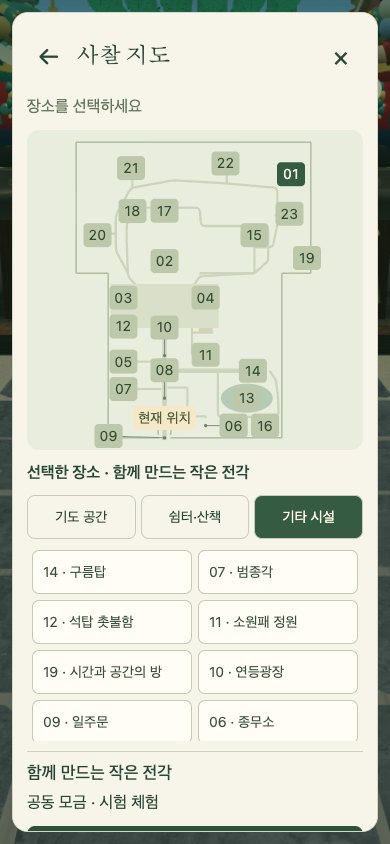 ← 사찰 지도 ×
장소를 선택하세요
21 22 01
18 17 23
20 15
02 19
03 04
12 10
05 11
08 14
07 13
현재 위치
09 06 16
선택한 장소 · 함께 만드는 작은 전각
기도 공간 쉼터·산책 기타 시설
14 · 구름탑 07 · 범종각
12 · 석탑 촛불함 11 · 소원패 정원
19 · 시간과 공간의 방 10 · 연등광장
09 · 일주문 06 · 종무소
함께 만드는 작은 전각
공동 모금 · 시험 체험